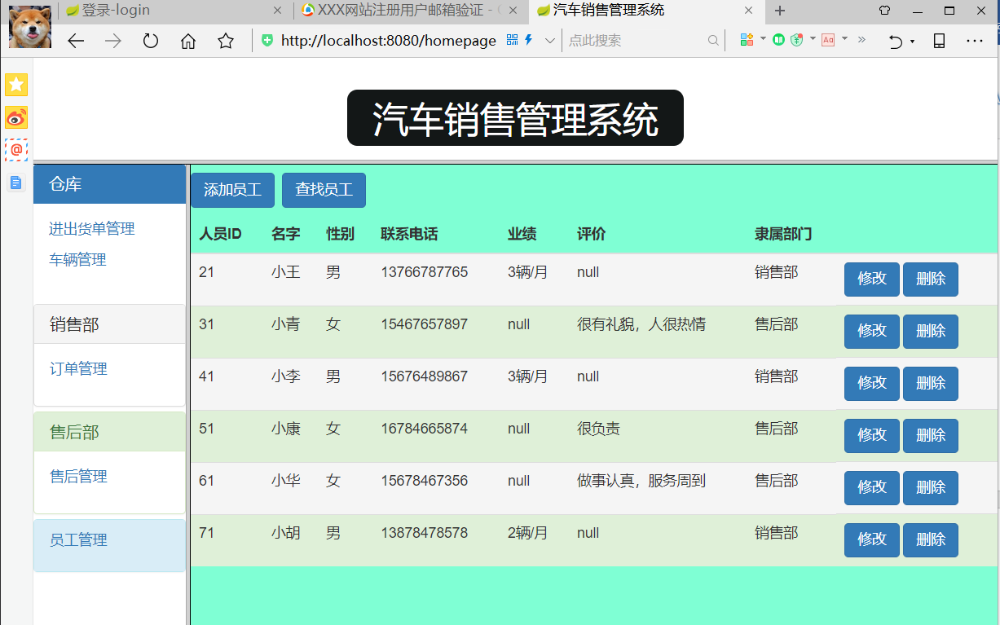 登录-login
XXX网站注册用户邮箱验证 -
汽车销售管理系统
http://localhost:8080/homepage
点此搜索
汽车销售管理系统
仓库
进出货单管理
车辆管理
销售部
订单管理
售后部
售后管理
员工管理
添加员工 查找员工
人员ID 名字 性别 联系电话 业绩 评价 隶属部门
21 小王 男 13766787765 3辆/月 null 销售部 修改 删除
31 小青 女 15467657897 null 很有礼貌，人很热情 售后部 修改 删除
41 小李 男 15676489867 3辆/月 null 销售部 修改 删除
51 小康 女 16784665874 null 很负责 售后部 修改 删除
61 小华 女 15678467356 null 做事认真，服务周到 售后部 修改 删除
71 小胡 男 13878478578 2辆/月 null 销售部 修改 删除